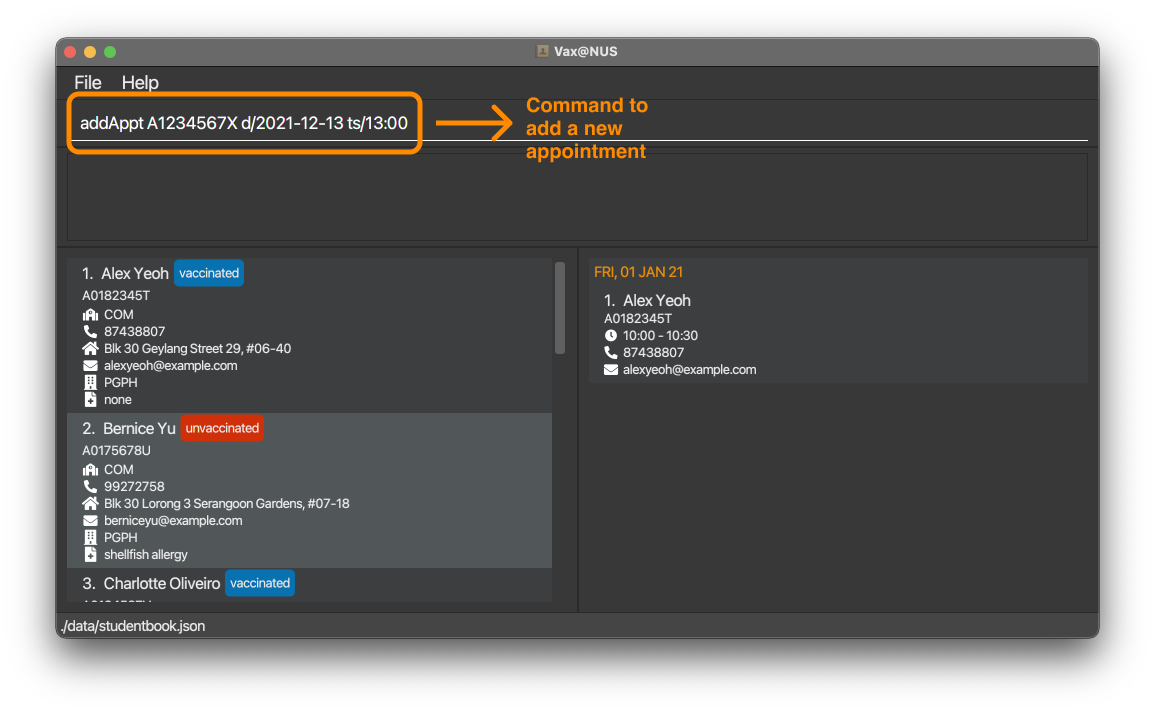 Vax@NUS
File Help
addAppt A1234567X d/2021-12-13 ts/13:00
Command to
add a new
appointment
1. Alex Yeoh vaccinated
A0182345T
COM
87438807
Blk 30 Geylang Street 29, #06-40
alexyeoh@example.com
PGPH
none
2. Bernice Yu unvaccinated
A0175678U
COM
99272758
Blk 30 Lorong 3 Serangoon Gardens, #07-18
berniceyu@example.com
PGPH
shellfish allergy
3. Charlotte Oliveiro vaccinated
FRI, 01 JAN 21
1. Alex Yeoh
A0182345T
10:00 - 10:30
87438807
alexyeoh@example.com
./data/studentbook.json